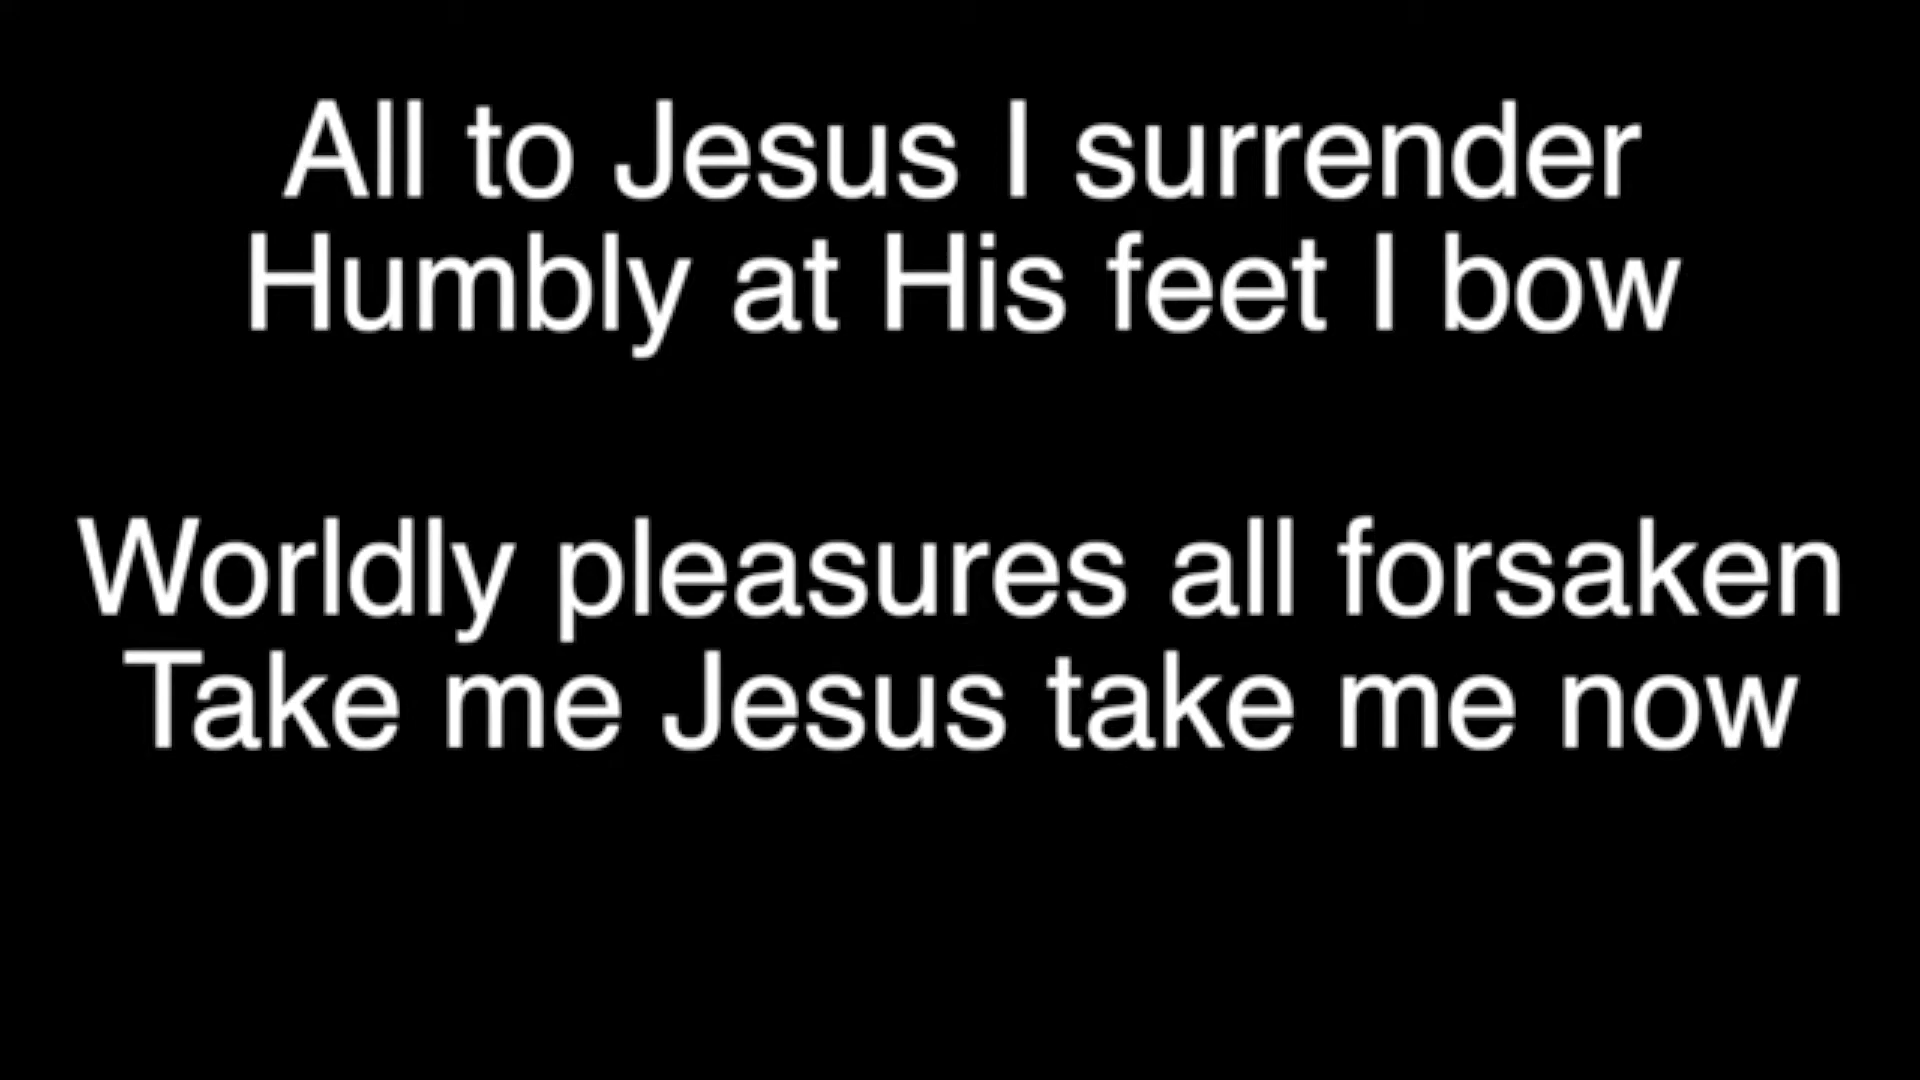 All to Jesus I surrender
Humbly at His feet I bow
Worldly pleasures all forsaken
Take me Jesus take me now